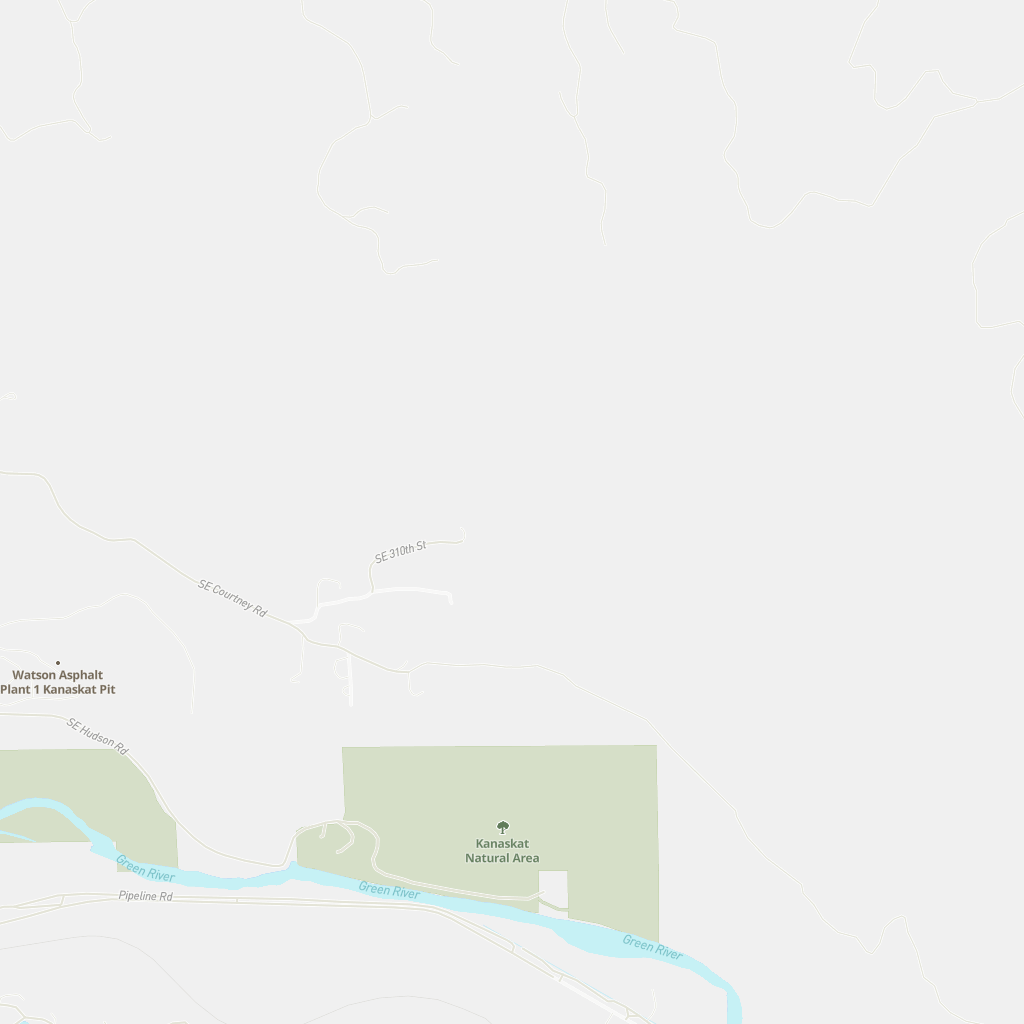 SE 310th St
SE Courtney Rd
Watson Asphalt
Plant 1 Kanaskat Pit
SE Hudson Rd
Kanaskat
Natural Area
Green River
Green River
Pipeline Rd
Green River